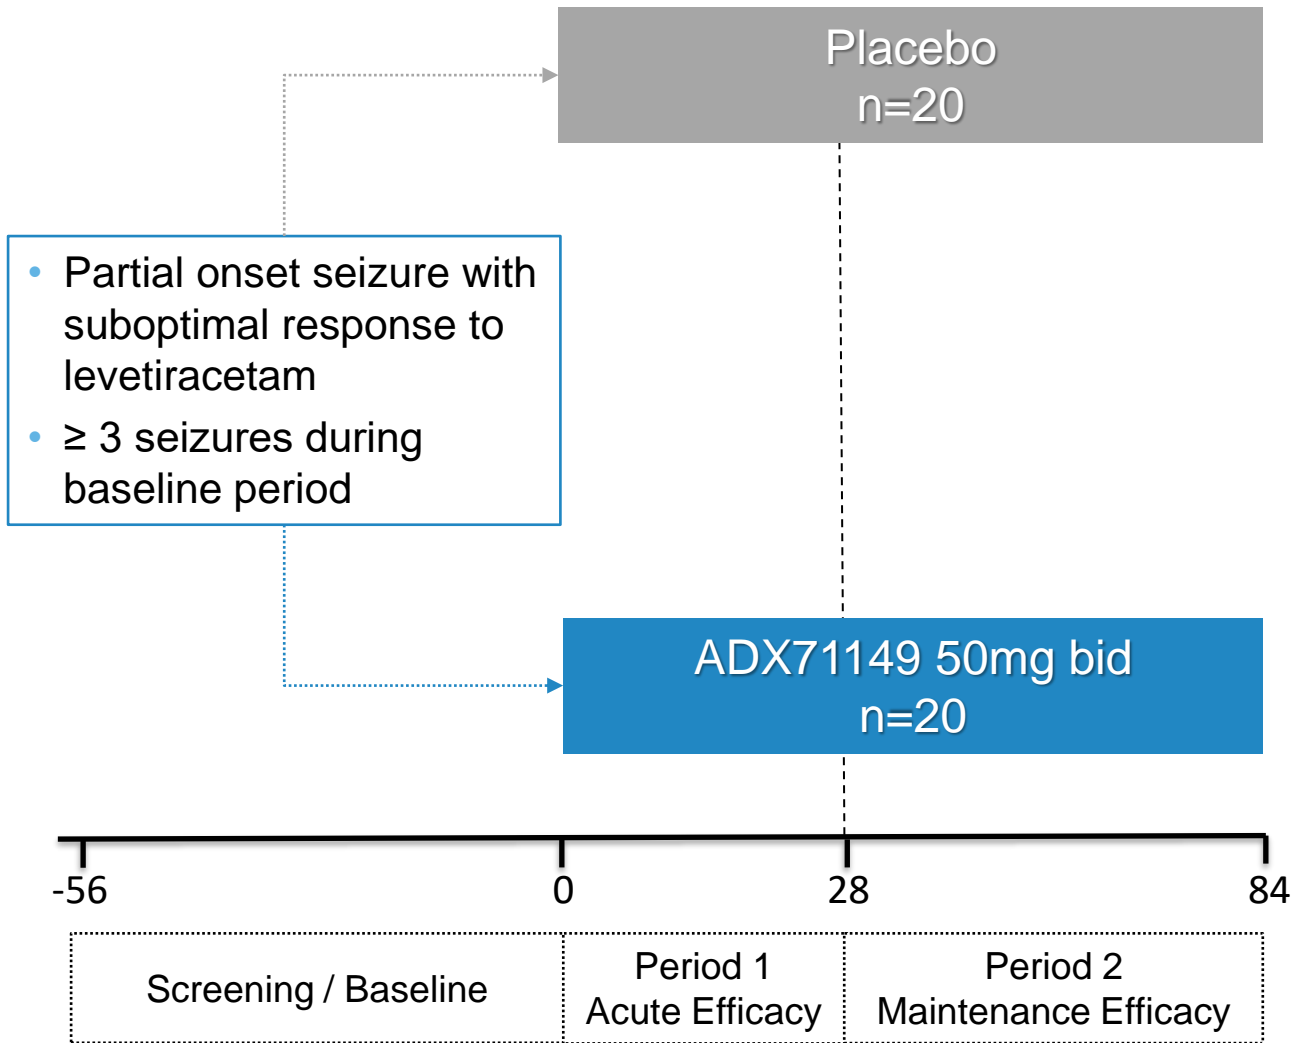 Placebo
n=20
• Partial onset seizure with
suboptimal response to
levetiracetam
• ≥ 3 seizures during
baseline period
ADX71149 50mg bid
n=20
-56 0 28 84
Screening / Baseline
Period 1
Acute Efficacy
Period 2
Maintenance Efficacy